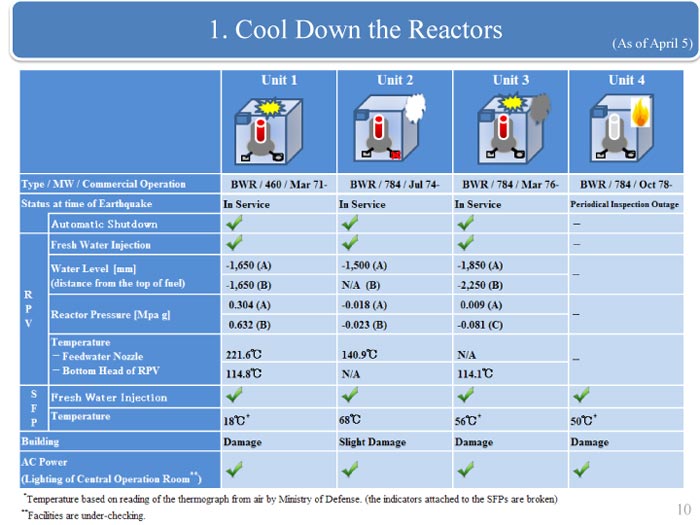 1. Cool Down the Reactors
(As of April 5)
Unit 1 Unit 2 Unit 3 Unit 4
Type / MW / Commercial Operation BWR / 460 / Mar 71- BWR / 784 / Jul 74- BWR / 784 / Mar 76- BWR / 784 / Oct 78-
Status at time of Earthquake In Service In Service In Service Periodical Inspection Outage
Automatic Shutdown ✓ ✓ ✓ －
RPV
Fresh Water Injection ✓ ✓ ✓ －
Water Level [mm] -1,650 (A) -1,500 (A) -1,850 (A) －
(distance from the top of fuel) -1,650 (B) N/A (B) -2,250 (B)
Reactor Pressure [Mpa g] 0.304 (A) -0.018 (A) 0.009 (A) －
0.632 (B) -0.023 (B) -0.081 (C)
Temperature
－ Feedwater Nozzle 221.6℃ 140.9℃ N/A －
－ Bottom Head of RPV 114.8℃ N/A 114.1℃
SFP
Fresh Water Injection ✓ ✓ ✓ ✓
Temperature 18℃* 68℃ 56℃* 50℃*
Building Damage Slight Damage Damage Damage
AC Power
(Lighting of Central Operation Room**) ✓ ✓ ✓ ✓
*Temperature based on reading of the thermograph from air by Ministry of Defense. (the indicators attached to the SFPs are broken)
**Facilities are under-checking.
10